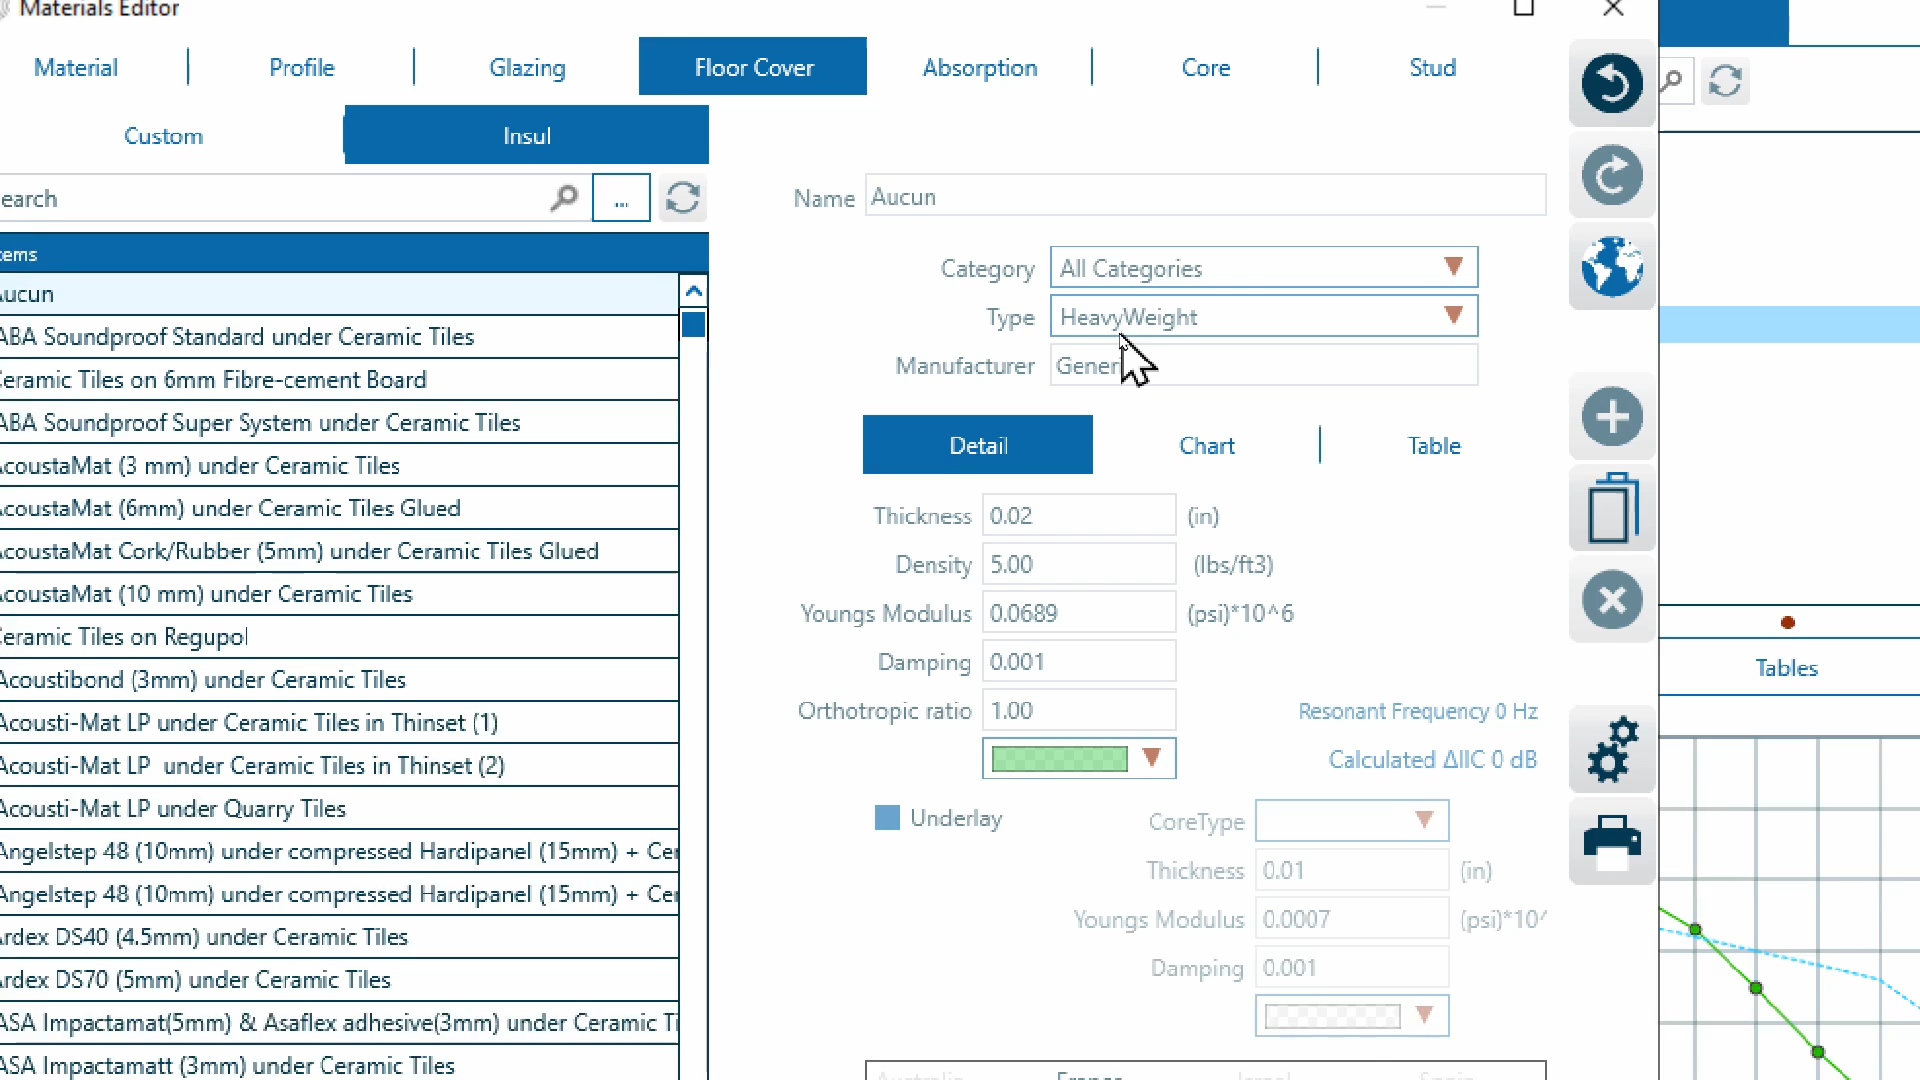 Materials Editor
Material Profile Glazing Floor Cover Absorption Core Stud
Custom Insul
earch ...
Name Aucun
ems
Category All Categories
Type HeavyWeight
Manufacturer Gener
Detail Chart Table
Aucun
ABA Soundproof Standard under Ceramic Tiles
eramic Tiles on 6mm Fibre-cement Board
ABA Soundproof Super System under Ceramic Tiles
coustaMat (3 mm) under Ceramic Tiles
coustaMat (6mm) under Ceramic Tiles Glued
coustaMat Cork/Rubber (5mm) under Ceramic Tiles Glued
coustaMat (10 mm) under Ceramic Tiles
eramic Tiles on Regupol
Acoustibond (3mm) under Ceramic Tiles
Acousti-Mat LP under Ceramic Tiles in Thinset (1)
Acousti-Mat LP under Ceramic Tiles in Thinset (2)
Acousti-Mat LP under Quarry Tiles
Angelstep 48 (10mm) under compressed Hardipanel (15mm) + Cer
Angelstep 48 (10mm) under compressed Hardipanel (15mm) + Cer
rdex DS40 (4.5mm) under Ceramic Tiles
rdex DS70 (5mm) under Ceramic Tiles
ASA Impactamat(5mm) & Asaflex adhesive(3mm) under Ceramic Ti
ASA Impactamatt (3mm) under Ceramic Tiles
Thickness 0.02 (in)
Density 5.00 (lbs/ft3)
Youngs Modulus 0.0689 (psi)*10^6
Damping 0.001
Orthotropic ratio 1.00
Resonant Frequency 0 Hz
Calculated ΔIIC 0 dB
Underlay
CoreType
Thickness 0.01 (in)
Youngs Modulus 0.0007 (psi)*10^
Damping 0.001
Australia France Israel Spain
Tables